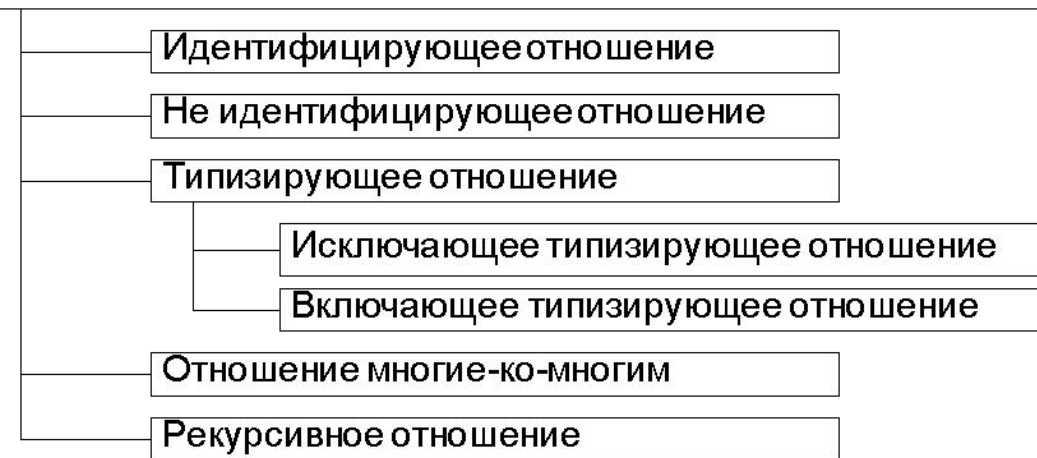 Идентифицирующее отношение
Не идентифицирующее отношение
Типизирующее отношение
Исключающее типизирующее отношение
Включающее типизирующее отношение
Отношение многие-ко-многим
Рекурсивное отношение